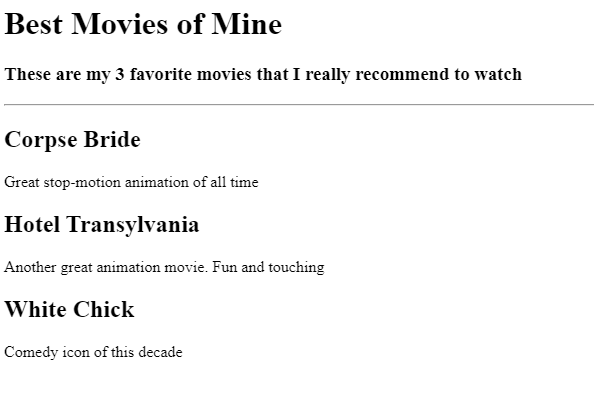 Best Movies of Mine
These are my 3 favorite movies that I really recommend to watch
Corpse Bride
Great stop-motion animation of all time
Hotel Transylvania
Another great animation movie. Fun and touching
White Chick
Comedy icon of this decade